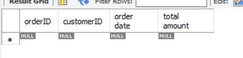 Result Grid Filter Rows: Edit:
orderID customerID order date total amount
NULL NULL NULL NULL